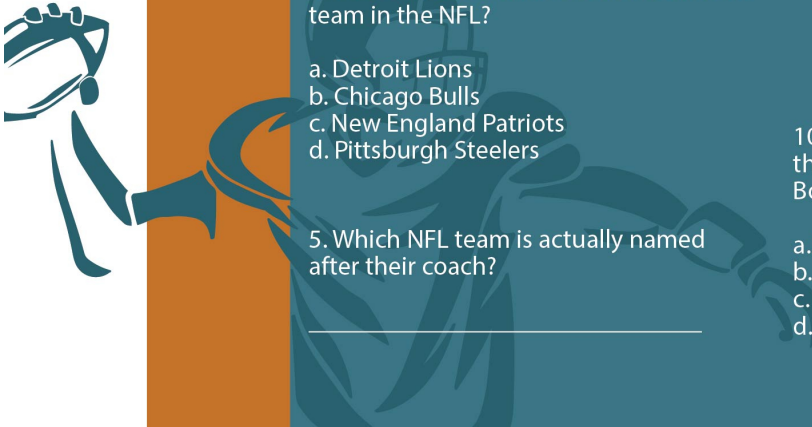 team in the NFL?
a. Detroit Lions
b. Chicago Bulls
c. New England Patriots
d. Pittsburgh Steelers
5. Which NFL team is actually named
after their coach?
a.
b.
c.
d.